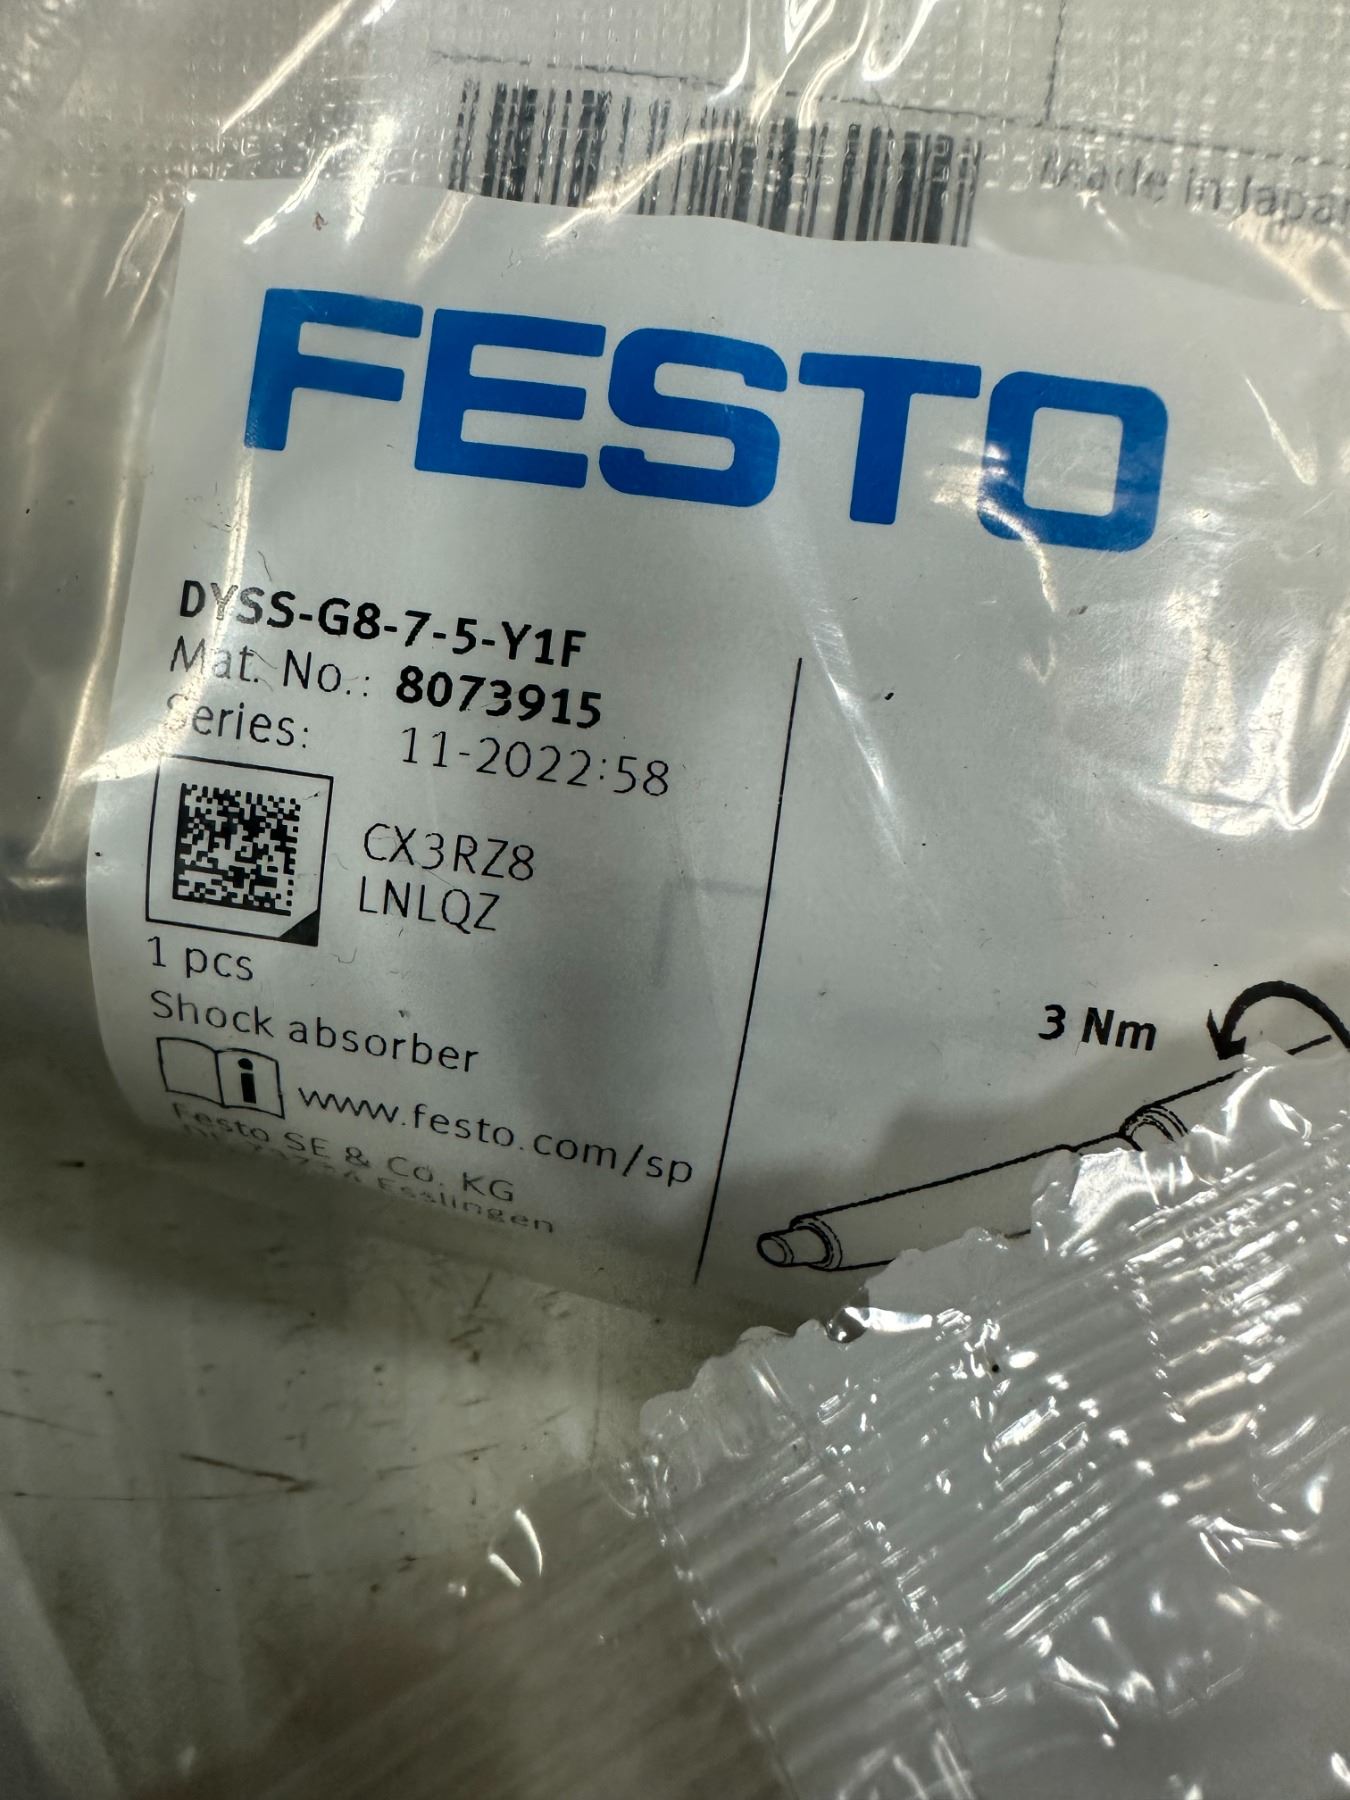 Made in Japan
FESTO
DYSS-G8-7-5-Y1F
Mat. No.: 8073915
Series: 11-2022:58
CX3RZ8
LNLQZ
1 pcs
Shock absorber
i www.festo.com/sp
Festo SE & Co. KG
Esslingen
3 Nm